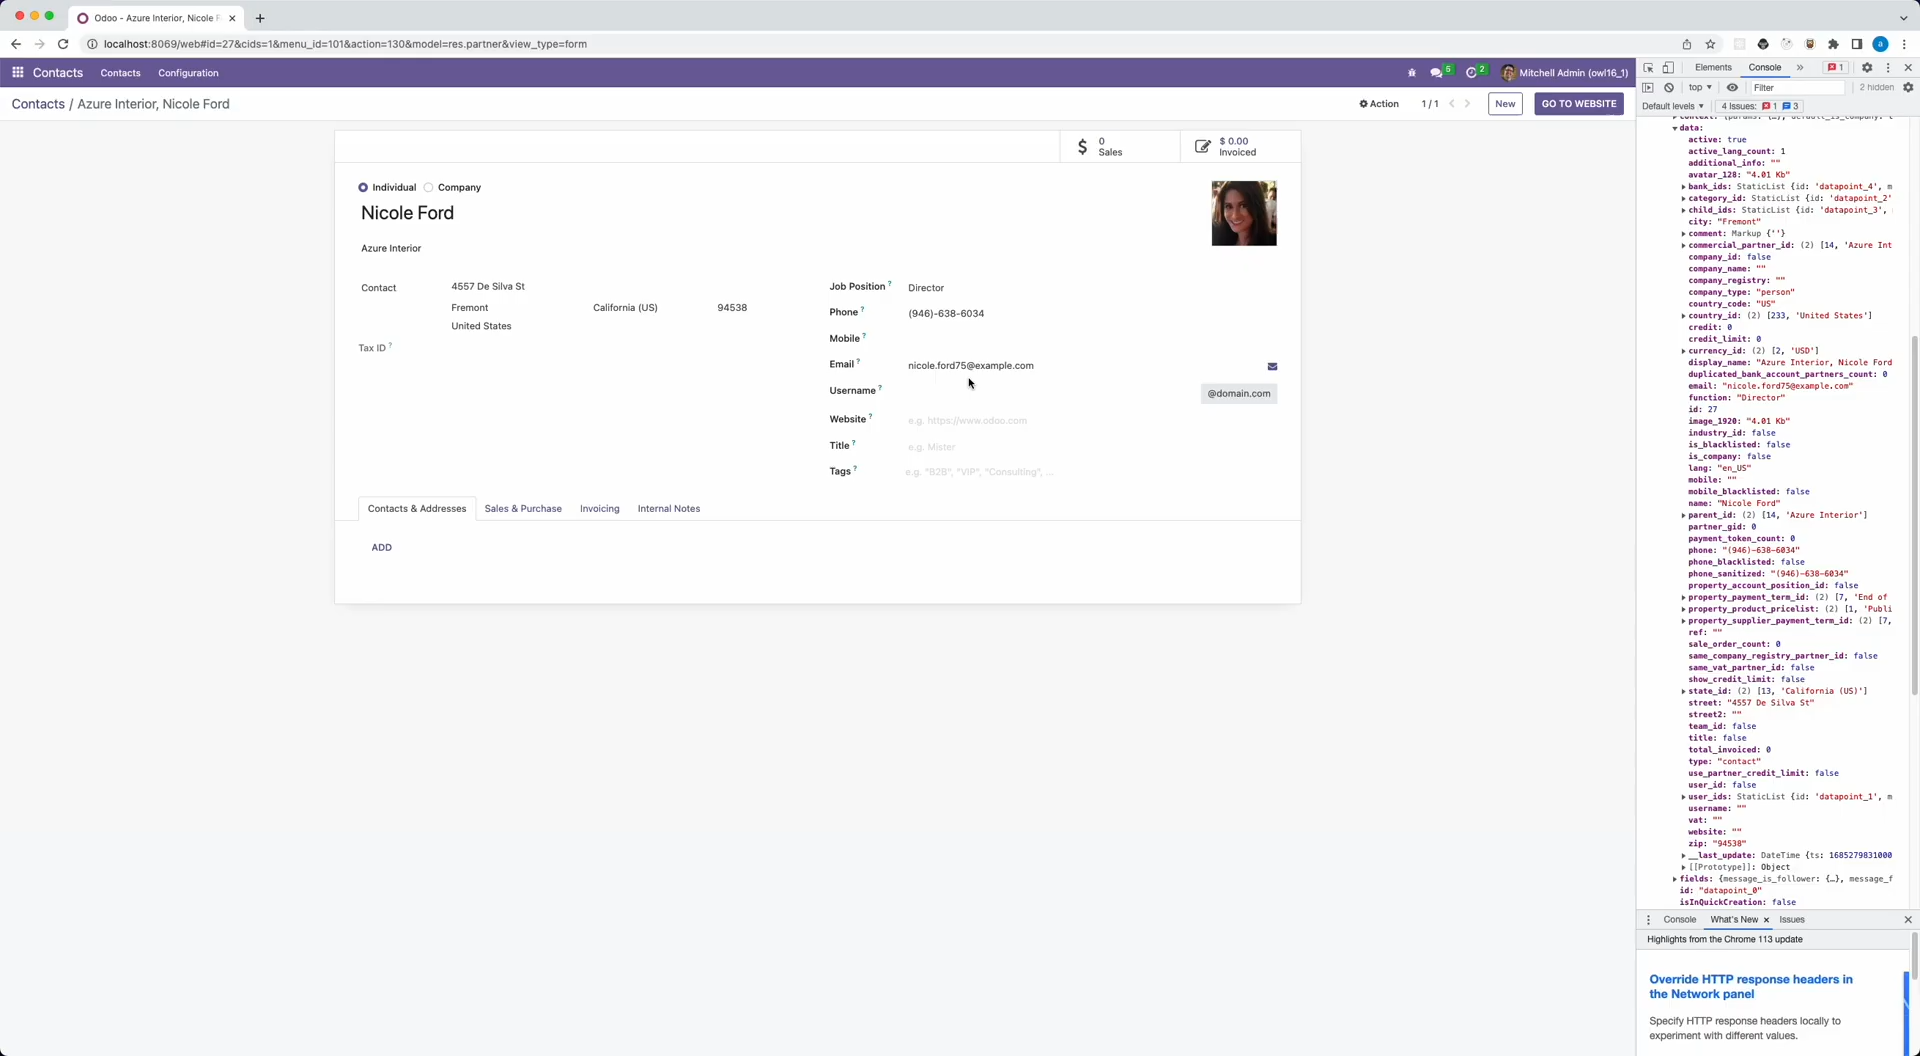 Odoo - Azure Interior, Nicole F
localhost:8069/web#id=27&cids=1&menu_id=101&action=130&model=res.partner&view_type=form
a
Contacts
Contacts
Configuration
5
2
Mitchell Admin (owl16_1)
Contacts / Azure Interior, Nicole Ford
Action
1 / 1
New
GO TO WEBSITE
0
Sales
$ 0.00
Invoiced
Individual
Company
Nicole Ford
Azure Interior
Contact
4557 De Silva St
Fremont
California (US)
94538
United States
Tax ID ?
Job Position ?
Director
Phone ?
(946)-638-6034
Mobile ?
Email ?
nicole.ford75@example.com
Username ?
@domain.com
Website ?
e.g. https://www.odoo.com
Title ?
e.g. Mister
Tags ?
e.g. "B2B", "VIP", "Consulting", ...
Contacts & Addresses
Sales & Purchase
Invoicing
Internal Notes
ADD
Elements
Console
1
top
Filter
2 hidden
Default levels
4 Issues:
1
3
data:
active: true
active_lang_count: 1
additional_info: ""
avatar_128: "4.01 Kb"
bank_ids: StaticList {id: 'datapoint_4', m
category_id: StaticList {id: 'datapoint_2'
child_ids: StaticList {id: 'datapoint_3',
city: "Fremont"
comment: Markup {''}
commercial_partner_id: (2) [14, 'Azure Int
company_id: false
company_name: ""
company_registry: ""
company_type: "person"
country_code: "US"
country_id: (2) [233, 'United States']
credit: 0
credit_limit: 0
currency_id: (2) [2, 'USD']
display_name: "Azure Interior, Nicole Ford
duplicated_bank_account_partners_count: 0
email: "nicole.ford75@example.com"
function: "Director"
id: 27
image_1920: "4.01 Kb"
industry_id: false
is_blacklisted: false
is_company: false
lang: "en_US"
mobile: ""
mobile_blacklisted: false
name: "Nicole Ford"
parent_id: (2) [14, 'Azure Interior']
partner_gid: 0
payment_token_count: 0
phone: "(946)-638-6034"
phone_blacklisted: false
phone_sanitized: "(946)-638-6034"
property_account_position_id: false
property_payment_term_id: (2) [7, 'End of
property_product_pricelist: (2) [1, 'Publi
property_supplier_payment_term_id: (2) [7,
ref: ""
sale_order_count: 0
same_company_registry_partner_id: false
same_vat_partner_id: false
show_credit_limit: false
state_id: (2) [13, 'California (US)']
street: "4557 De Silva St"
street2: ""
team_id: false
title: false
total_invoiced: 0
type: "contact"
use_partner_credit_limit: false
user_id: false
user_ids: StaticList {id: 'datapoint_1', m
username: ""
vat: ""
website: ""
zip: "94538"
__last_update: DateTime {ts: 1685279831000
[[Prototype]]: Object
fields: {message_is_follower: {…}, message_f
id: "datapoint_0"
isInQuickCreation: false
Console
What's New
Issues
Highlights from the Chrome 113 update
Override HTTP response headers in
the Network panel
Specify HTTP response headers locally to
experiment with different values.